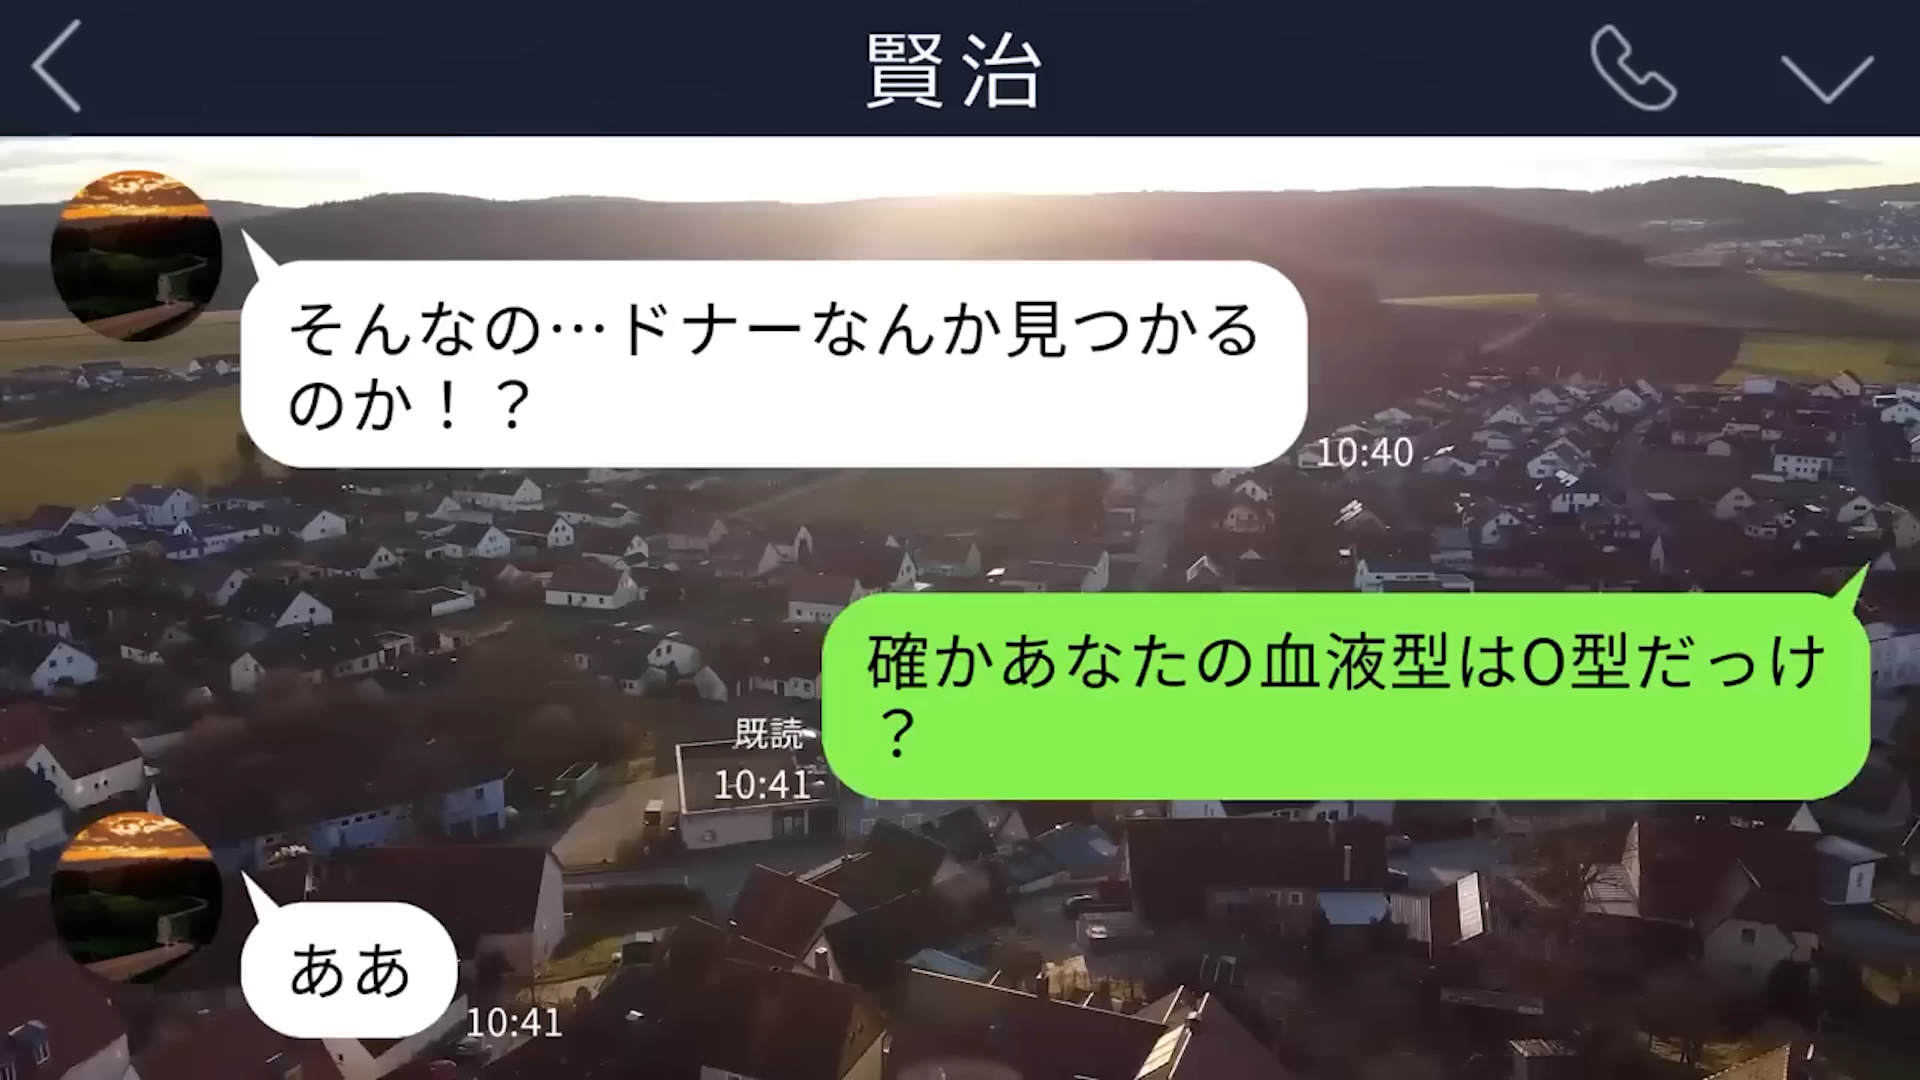 賢治
そんなの…ドナーなんか見つかる
のか！？
10:40
確かあなたの血液型はO型だっけ
？
既読
10:41
ああ
10:41